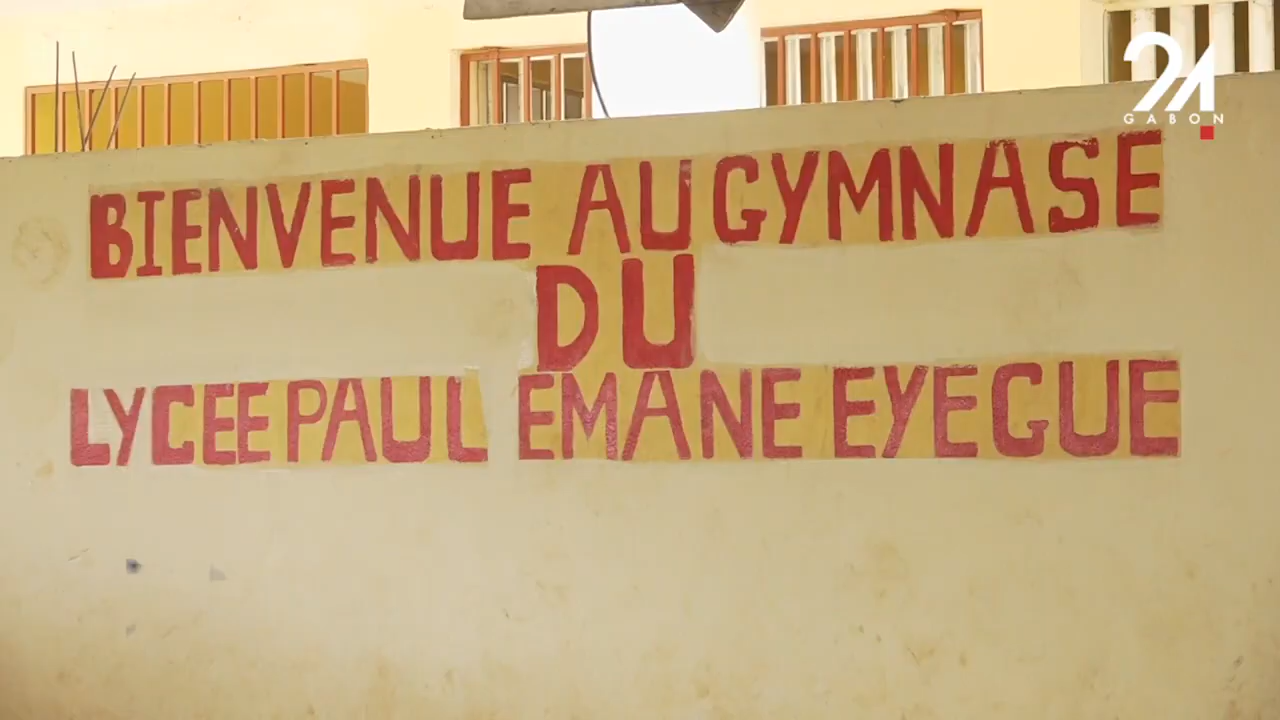 24
GABON
BIENVENUE AU GYMNASE
DU
LYCEE PAUL EMANE EYEGUE